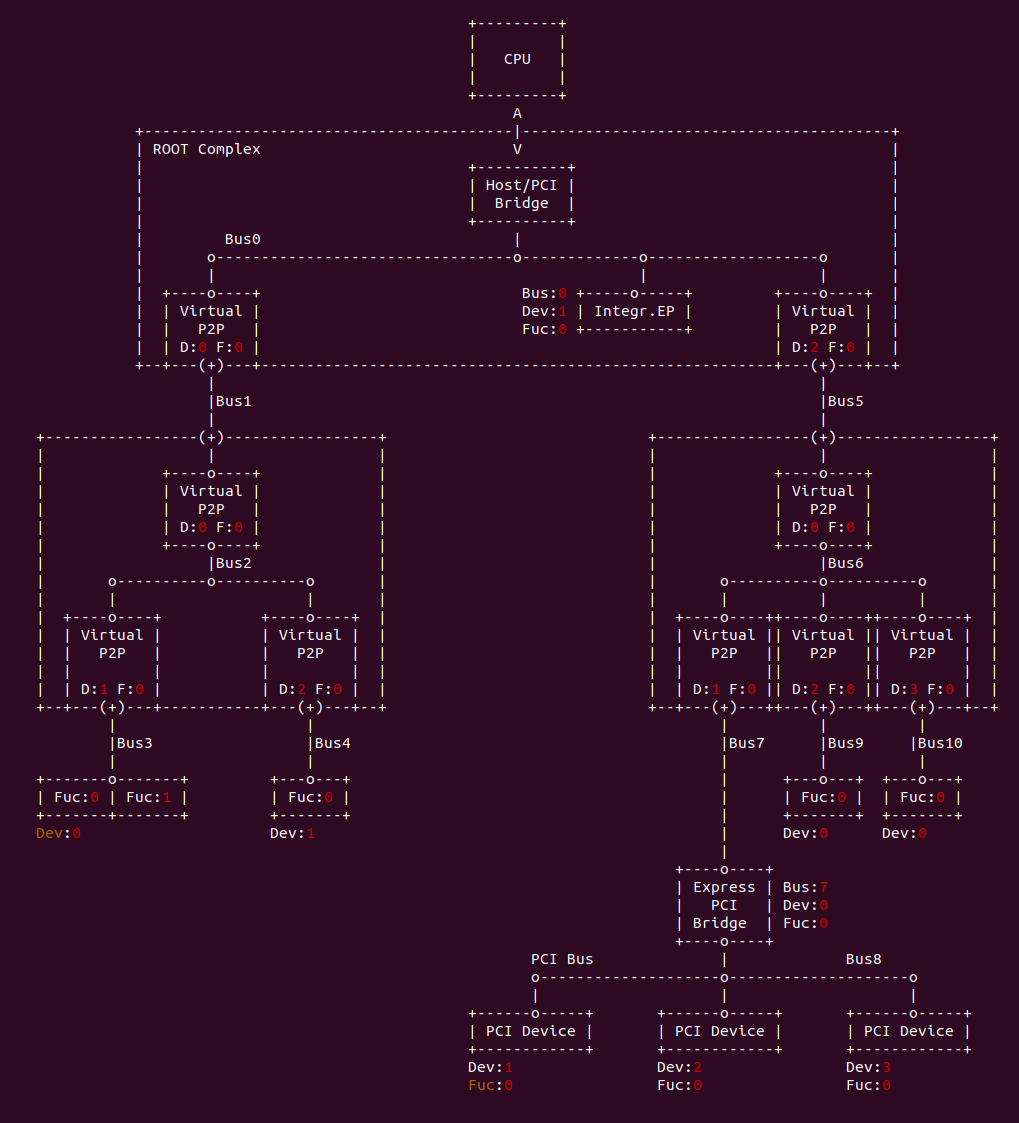 CPU
A
ROOT Complex V
Host/PCI
Bridge
Bus0
Bus:0
Virtual Dev:1 Integr.EP Virtual
P2P Fuc:0 P2P
D:0 F:0 D:2 F:0
Bus1 Bus5
Virtual Virtual
P2P P2P
D:0 F:0 D:0 F:0
Bus2 Bus6
Virtual Virtual Virtual Virtual Virtual
P2P P2P P2P P2P P2P
D:1 F:0 D:2 F:0 D:1 F:0 D:2 F:0 D:3 F:0
Bus3 Bus4 Bus7 Bus9 Bus10
Fuc:0 Fuc:1 Fuc:0 Fuc:0 Fuc:0
Dev:0 Dev:1 Dev:0 Dev:0
Express Bus:7
PCI Dev:0
Bridge Fuc:0
PCI Bus Bus8
PCI Device PCI Device PCI Device
Dev:1 Dev:2 Dev:3
Fuc:0 Fuc:0 Fuc:0